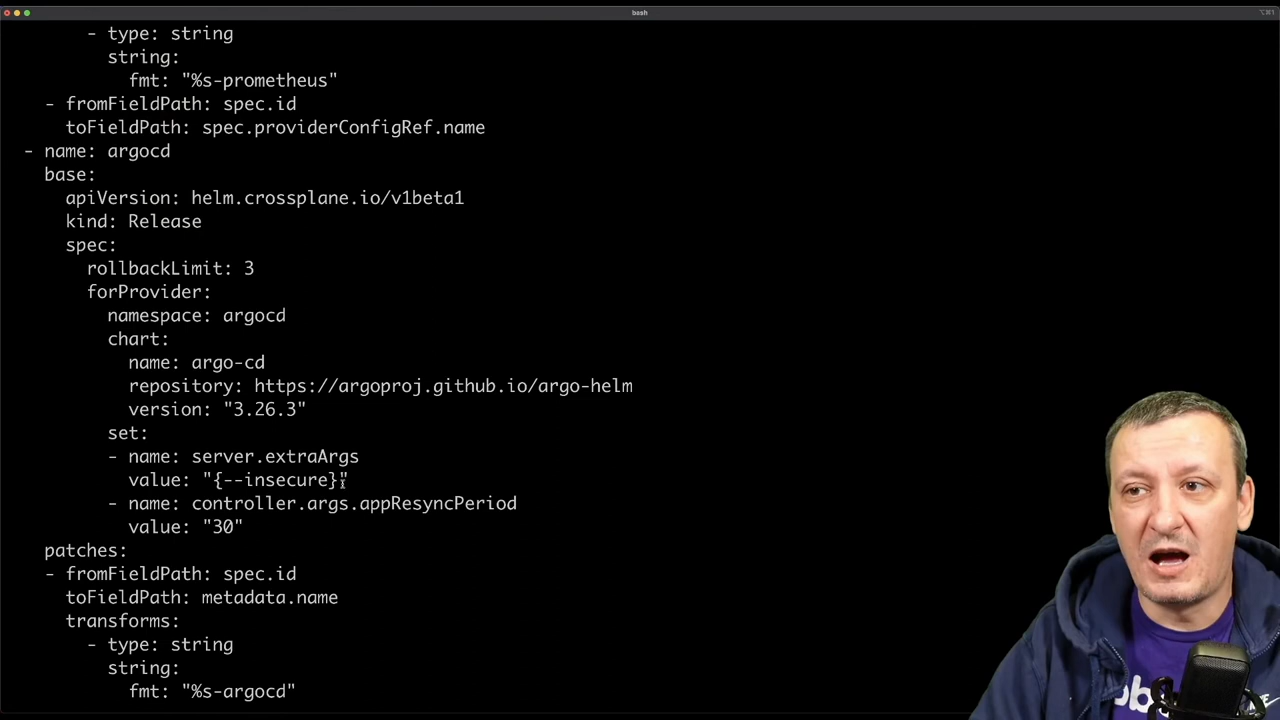 bash
⌥⌘1
- type: string
string:
fmt: "%s-prometheus"
- fromFieldPath: spec.id
toFieldPath: spec.providerConfigRef.name
- name: argocd
base:
apiVersion: helm.crossplane.io/v1beta1
kind: Release
spec:
rollbackLimit: 3
forProvider:
namespace: argocd
chart:
name: argo-cd
repository: https://argoproj.github.io/argo-helm
version: "3.26.3"
set:
- name: server.extraArgs
value: "{--insecure}"
- name: controller.args.appResyncPeriod
value: "30"
patches:
- fromFieldPath: spec.id
toFieldPath: metadata.name
transforms:
- type: string
string:
fmt: "%s-argocd"